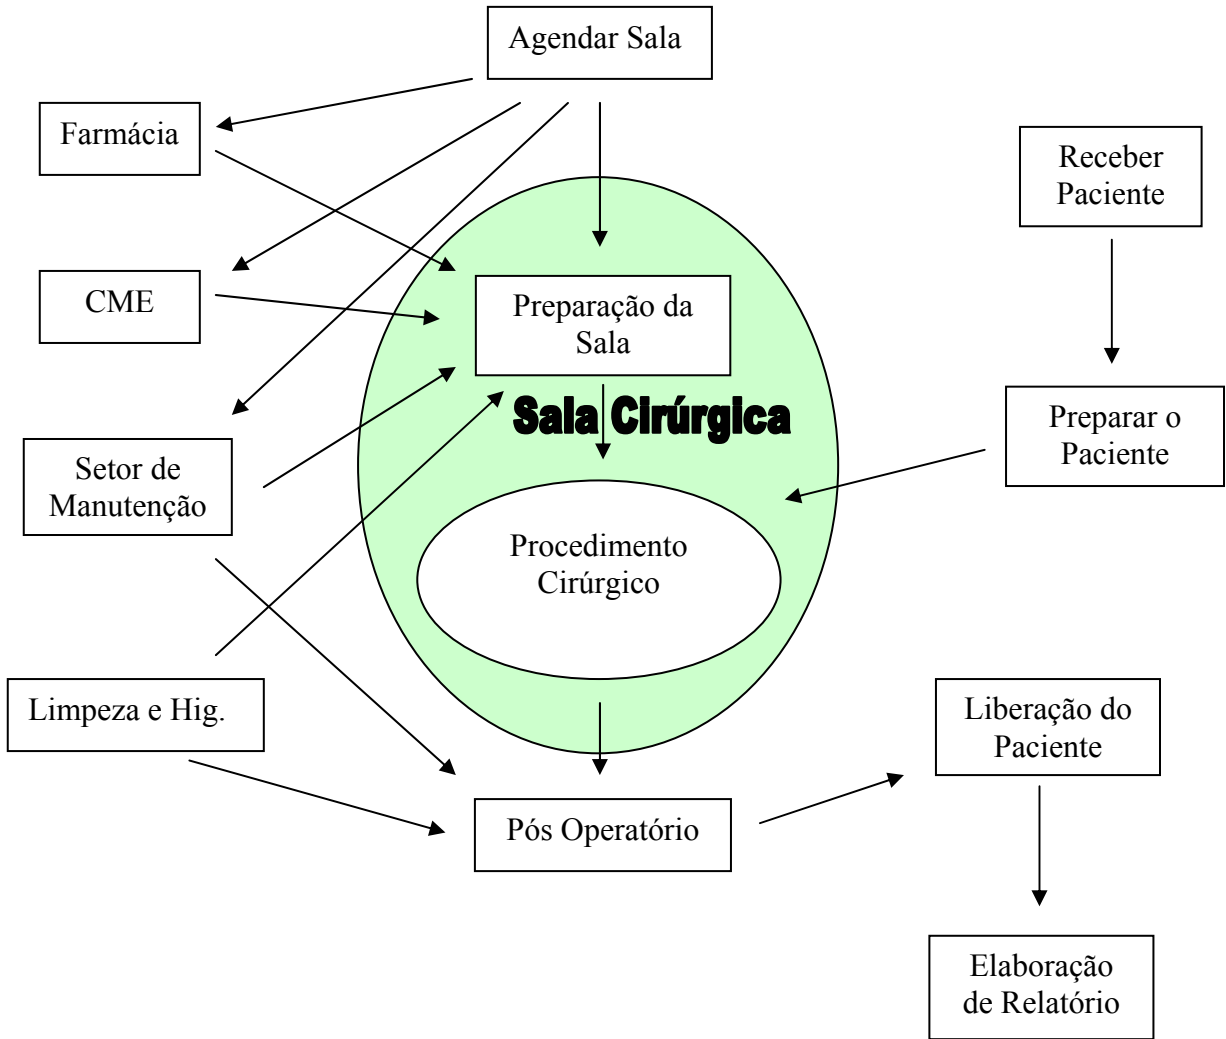 Agendar Sala
Farmácia
Receber
Paciente
CME
Preparação da
Sala
Sala Cirúrgica
Preparar o
Paciente
Setor de
Manutenção
Procedimento
Cirúrgico
Limpeza e Hig.
Liberação do
Paciente
Pós Operatório
Elaboração
de Relatório